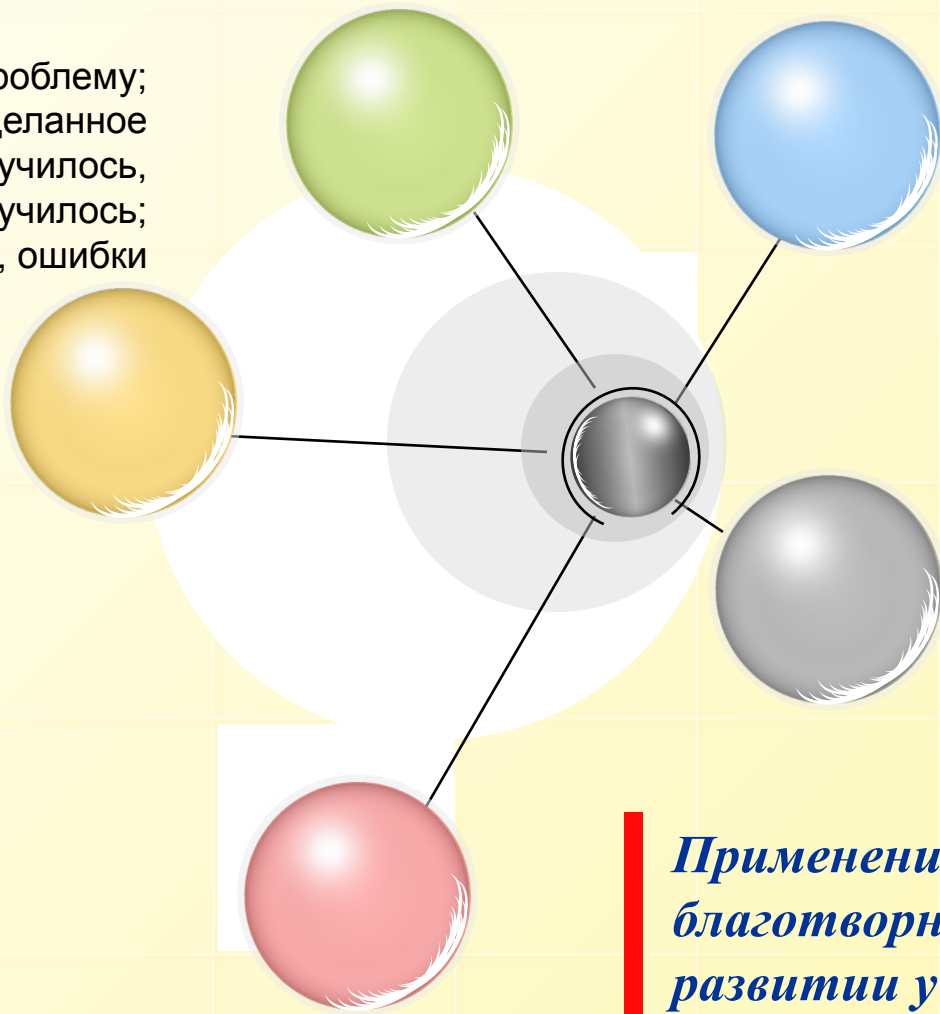 роблему;
деланное
училось,
училось;
, ошибки
Применени
благотворн
развитии у